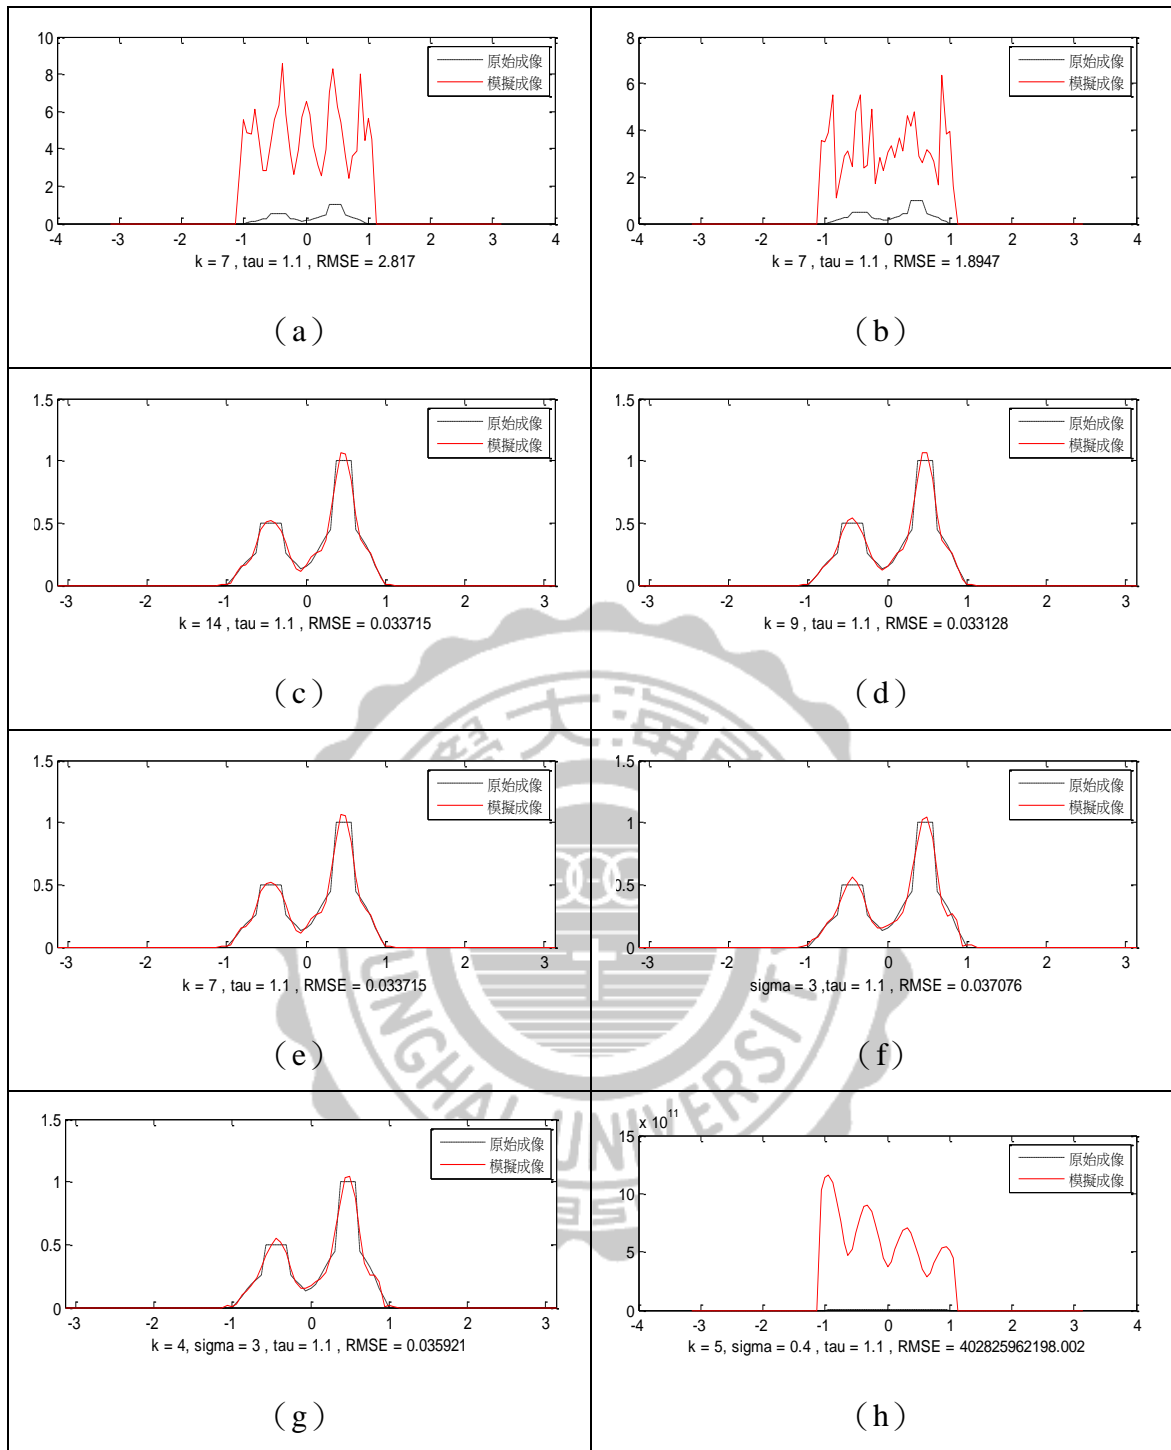 10
8
6
4
2
0
-4 -3 -2 -1 0 1 2 3 4
原始成像
模擬成像
k = 7 , tau = 1.1 , RMSE = 2.817
（a）
8
6
4
2
0
-4 -3 -2 -1 0 1 2 3 4
原始成像
模擬成像
k = 7 , tau = 1.1 , RMSE = 1.8947
（b）
1.5
1
0.5
0
-3 -2 -1 0 1 2 3
原始成像
模擬成像
k = 14 , tau = 1.1 , RMSE = 0.033715
（c）
1.5
1
0.5
0
-3 -2 -1 0 1 2 3
原始成像
模擬成像
k = 9 , tau = 1.1 , RMSE = 0.033128
（d）
1.5
1
0.5
0
-3 -2 -1 0 1 2 3
原始成像
模擬成像
k = 7 , tau = 1.1 , RMSE = 0.033715
（e）
1.5
1
0.5
0
-3 -2 -1 0 1 2 3
原始成像
模擬成像
sigma = 3 ,tau = 1.1 , RMSE = 0.037076
（f）
1.5
1
0.5
0
-3 -2 -1 0 1 2 3
原始成像
模擬成像
k = 4, sigma = 3 , tau = 1.1 , RMSE = 0.035921
（g）
x 10^11
15
10
5
0
-4 -3 -2 -1 0 1 2 3 4
原始成像
模擬成像
k = 5, sigma = 0.4 , tau = 1.1 , RMSE = 402825962198.002
（h）